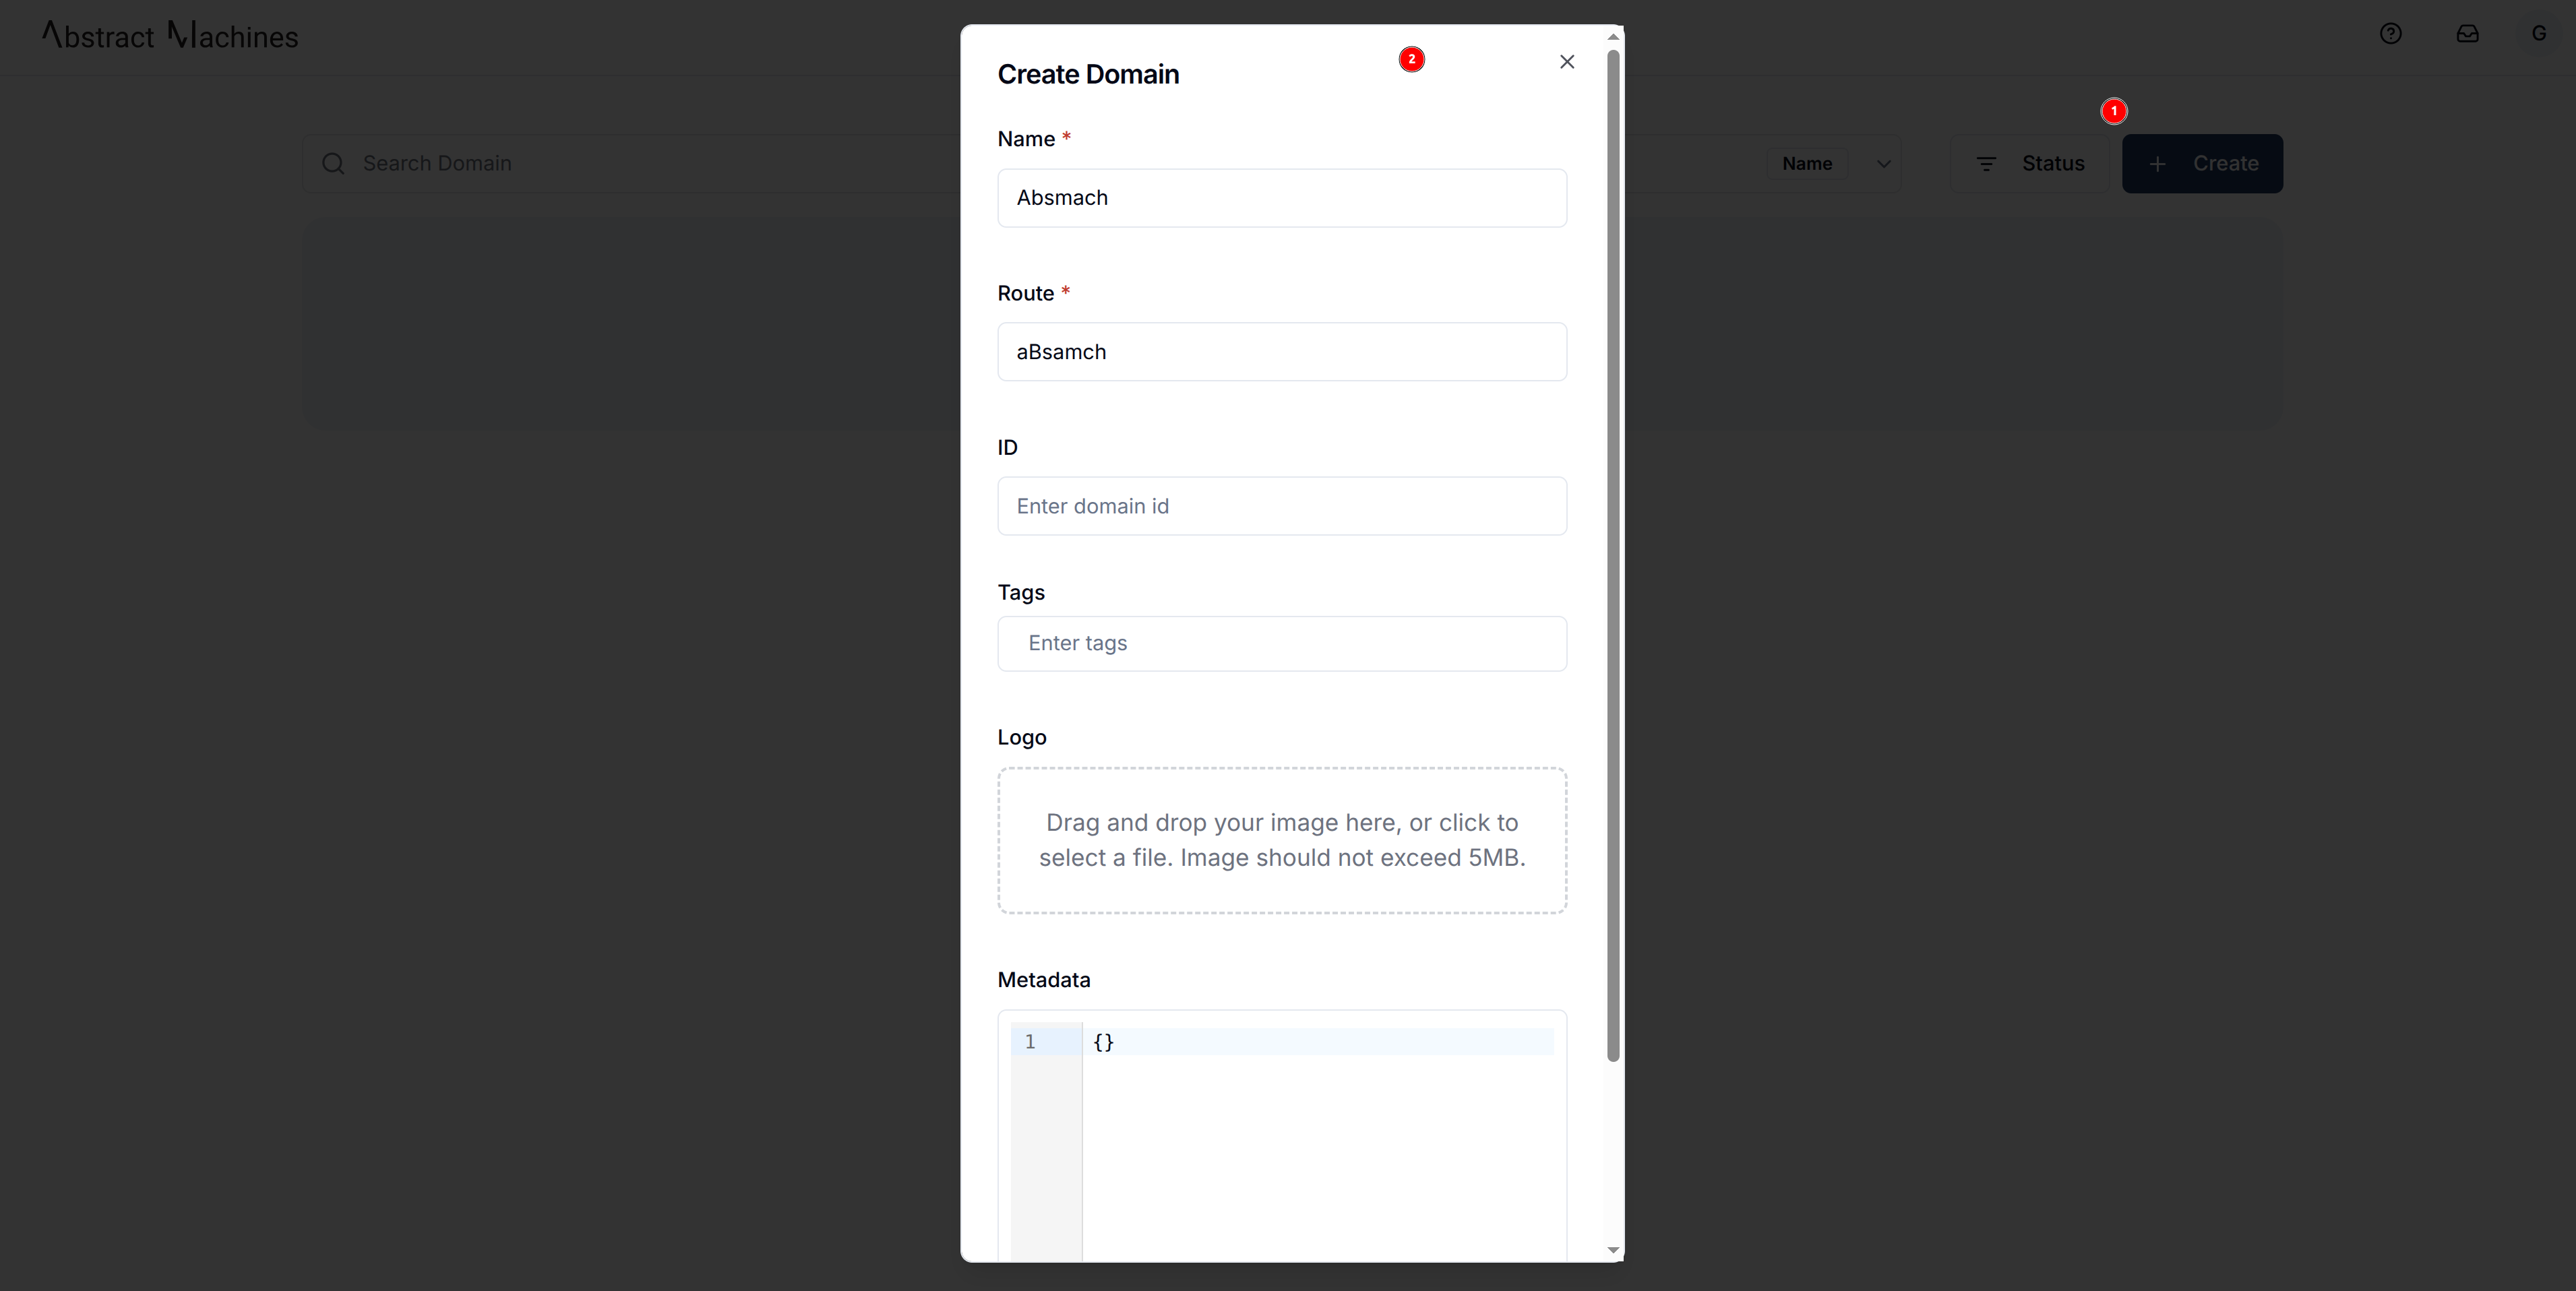 Abstract Machines
G
Search Domain
Name
Status
Create
1
2
Create Domain
Name *
Absmach
Route *
aBsamch
ID
Enter domain id
Tags
Enter tags
Logo
Drag and drop your image here, or click to
select a file. Image should not exceed 5MB.
Metadata
1 {}